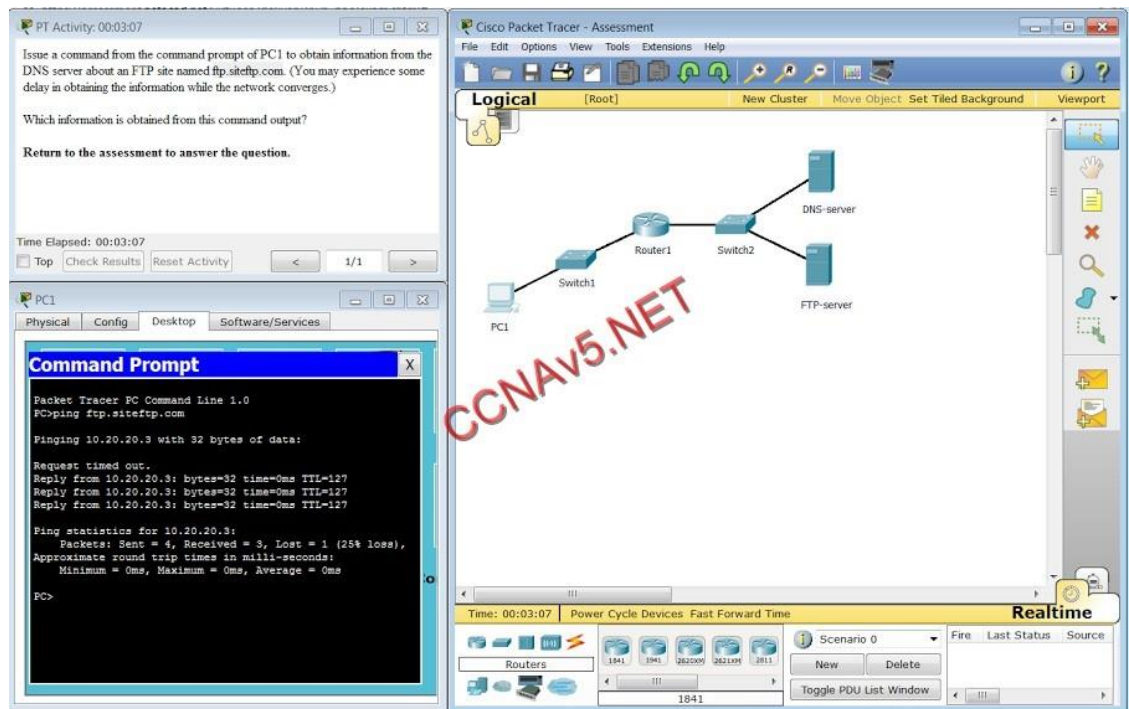 PT Activity: 00:03:07
Issue a command from the command prompt of PC1 to obtain information from the
DNS server about an FTP site named ftp.siteftp.com. (You may experience some
delay in obtaining the information while the network converges.)
Which information is obtained from this command output?
Return to the assessment to answer the question.
Time Elapsed: 00:03:07
Top Check Results Reset Activity < 1/1 >
PC1
Physical Config Desktop Software/Services
Command Prompt X
Packet Tracer PC Command Line 1.0
PC>ping ftp.siteftp.com
Pinging 10.20.20.3 with 32 bytes of data:
Request timed out.
Reply from 10.20.20.3: bytes=32 time=0ms TTL=127
Reply from 10.20.20.3: bytes=32 time=0ms TTL=127
Reply from 10.20.20.3: bytes=32 time=0ms TTL=127
Ping statistics for 10.20.20.3:
Packets: Sent = 4, Received = 3, Lost = 1 (25% loss),
Approximate round trip times in milli-seconds:
Minimum = 0ms, Maximum = 0ms, Average = 0ms
PC>
Cisco Packet Tracer - Assessment
File Edit Options View Tools Extensions Help
Logical [Root] New Cluster Move Object Set Tiled Background Viewport
DNS-server
Router1
Switch2
Switch1
FTP-server
PC1
CCNAv5.NET
Time: 00:03:07 Power Cycle Devices Fast Forward Time Realtime
Routers
1841 1941 2620XM 2621XM 2811
1841
Scenario 0
New Delete
Toggle PDU List Window
Fire Last Status Source